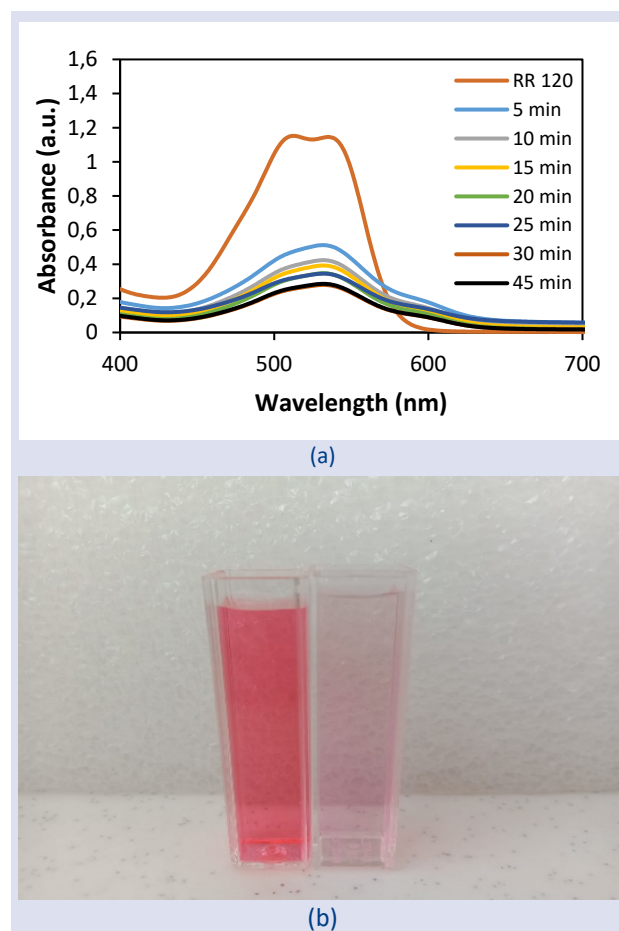 1,6
1,4
1,2
1
0,8
0,6
0,4
0,2
0
Absorbance (a.u.)
400
500
600
700
Wavelength (nm)
RR 120
5 min
10 min
15 min
20 min
25 min
30 min
45 min
(a)
(b)